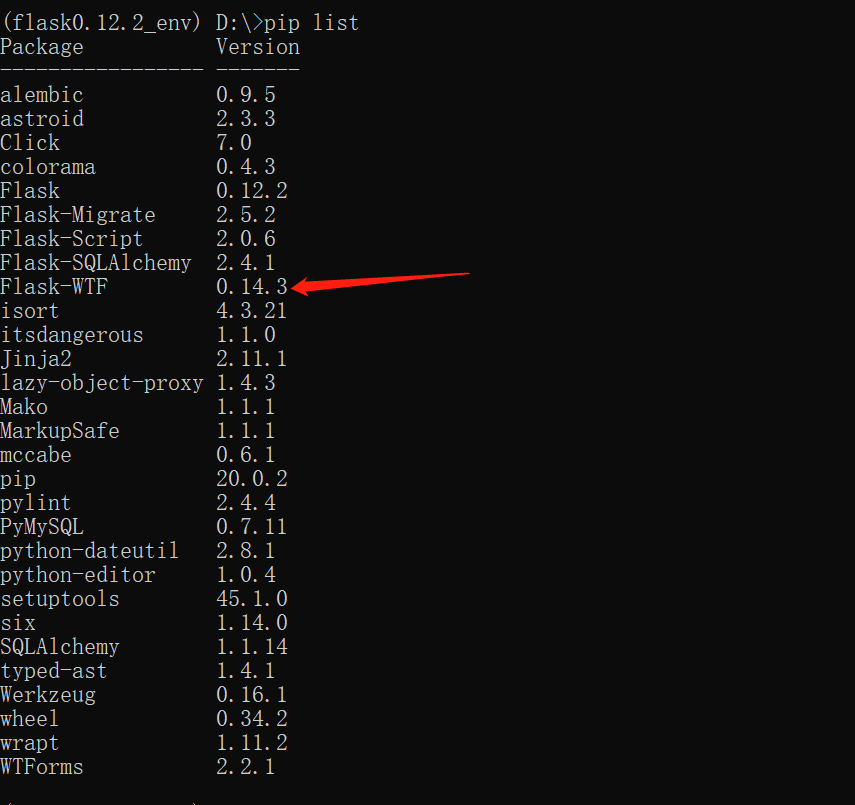 (flask0.12.2_env) D:\>pip list
Package Version
----------------- -------
alembic 0.9.5
astroid 2.3.3
Click 7.0
colorama 0.4.3
Flask 0.12.2
Flask-Migrate 2.5.2
Flask-Script 2.0.6
Flask-SQLAlchemy 2.4.1
Flask-WTF 0.14.3
isort 4.3.21
itsdangerous 1.1.0
Jinja2 2.11.1
lazy-object-proxy 1.4.3
Mako 1.1.1
MarkupSafe 1.1.1
mccabe 0.6.1
pip 20.0.2
pylint 2.4.4
PyMySQL 0.7.11
python-dateutil 2.8.1
python-editor 1.0.4
setuptools 45.1.0
six 1.14.0
SQLAlchemy 1.1.14
typed-ast 1.4.1
Werkzeug 0.16.1
wheel 0.34.2
wrapt 1.11.2
WTForms 2.2.1